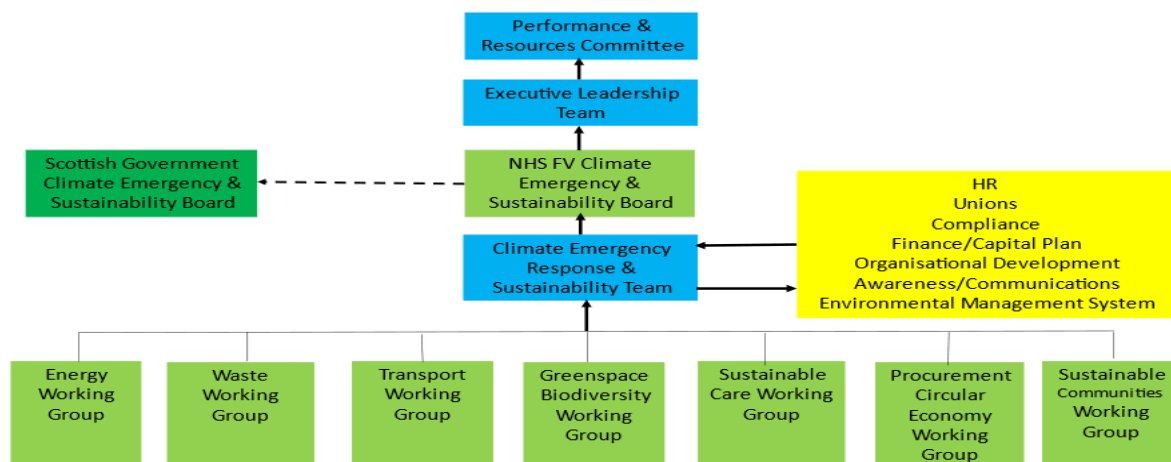 Performance &
Resources Committee
Executive Leadership
Team
Scottish Government
Climate Emergency &
Sustainability Board
NHS FV Climate
Emergency &
Sustainability Board
HR
Unions
Compliance
Finance/Capital Plan
Organisational Development
Awareness/Communications
Environmental Management System
Climate Emergency
Response &
Sustainability Team
Energy
Working
Group
Waste
Working
Group
Transport
Working
Group
Greenspace
Biodiversity
Working
Group
Sustainable
Care Working
Group
Procurement
Circular
Economy
Working
Group
Sustainable
Communities
Working
Group